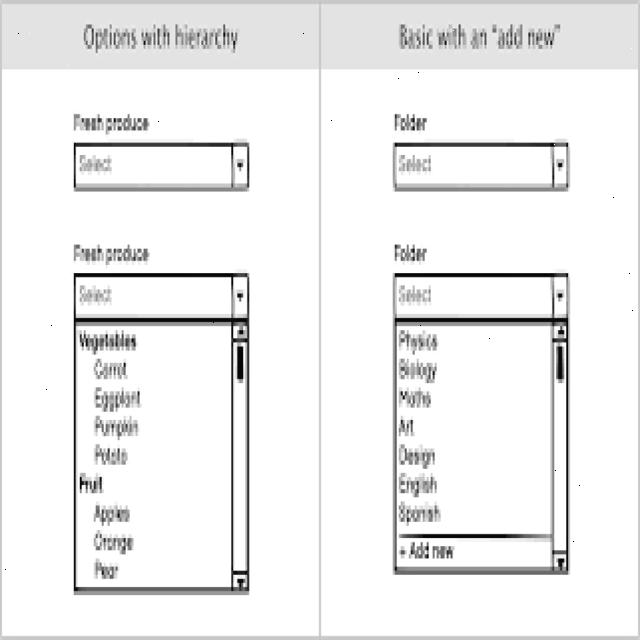 Options with hierarchy
Fresh produce
Select
Fresh produce
Select
Vegetables
Carrot
Eggplant
Pumpkin
Potato
Fruit
Apples
Orange
Pear
Basic with an “add new”
Folder
Select
Folder
Select
Physics
Biology
Maths
Art
Design
English
Spanish
+ Add new